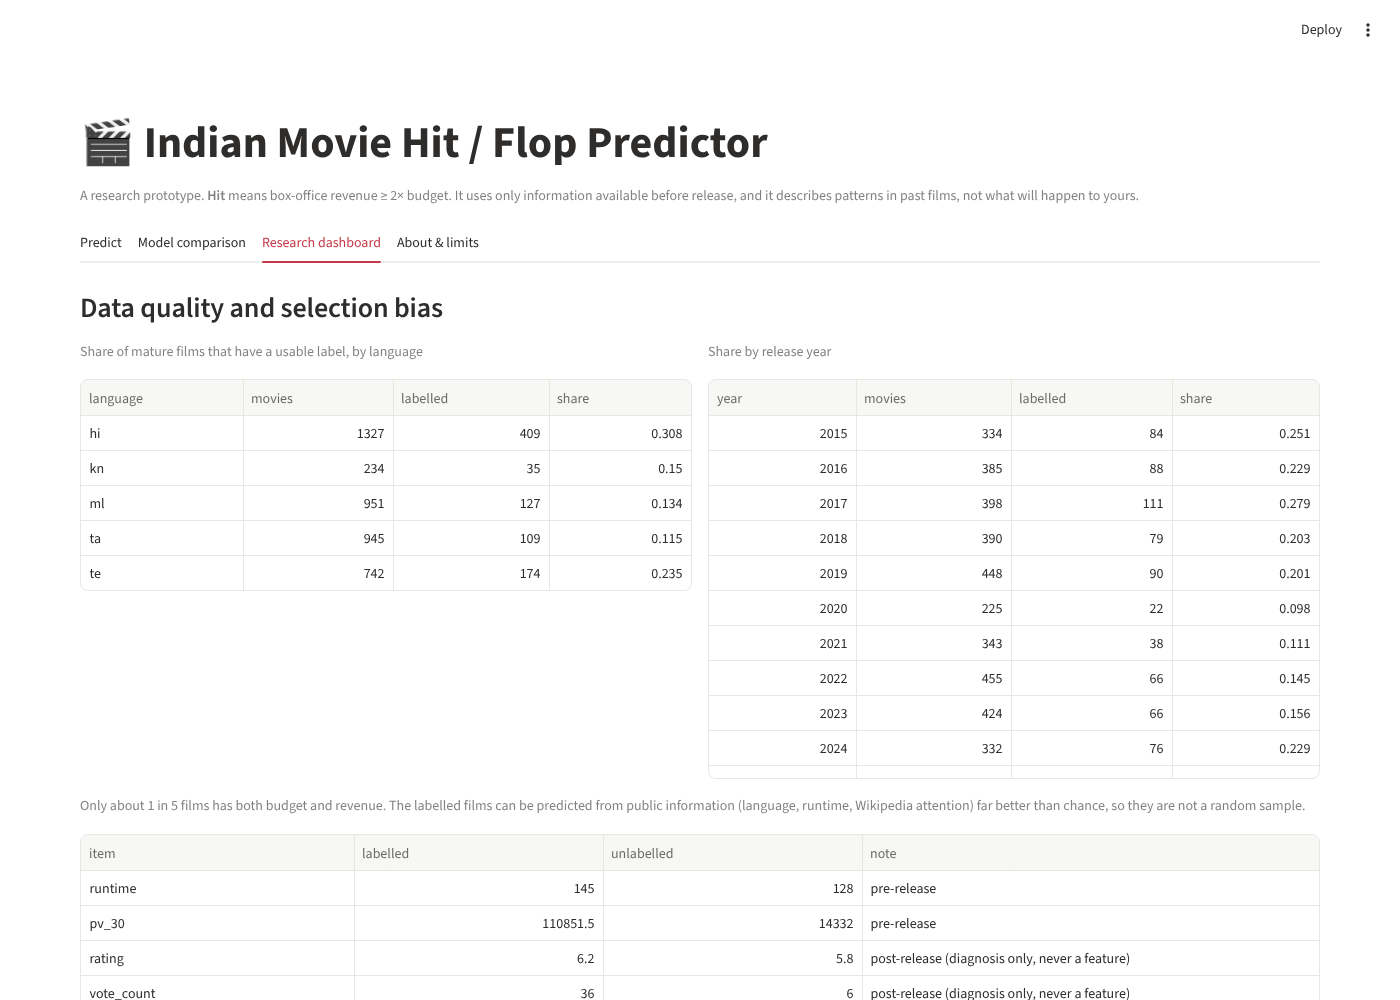 Deploy
🎬 Indian Movie Hit / Flop Predictor
A research prototype. Hit means box-office revenue ≥ 2× budget. It uses only information available before release, and it describes patterns in past films, not what will happen to yours.
Predict Model comparison Research dashboard About & limits
Data quality and selection bias
Share of mature films that have a usable label, by language
language movies labelled share
hi 1327 409 0.308
kn 234 35 0.15
ml 951 127 0.134
ta 945 109 0.115
te 742 174 0.235
Share by release year
year movies labelled share
2015 334 84 0.251
2016 385 88 0.229
2017 398 111 0.279
2018 390 79 0.203
2019 448 90 0.201
2020 225 22 0.098
2021 343 38 0.111
2022 455 66 0.145
2023 424 66 0.156
2024 332 76 0.229
Only about 1 in 5 films has both budget and revenue. The labelled films can be predicted from public information (language, runtime, Wikipedia attention) far better than chance, so they are not a random sample.
item labelled unlabelled note
runtime 145 128 pre-release
pv_30 110851.5 14332 pre-release
rating 6.2 5.8 post-release (diagnosis only, never a feature)
vote_count 36 6 post-release (diagnosis only, never a feature)